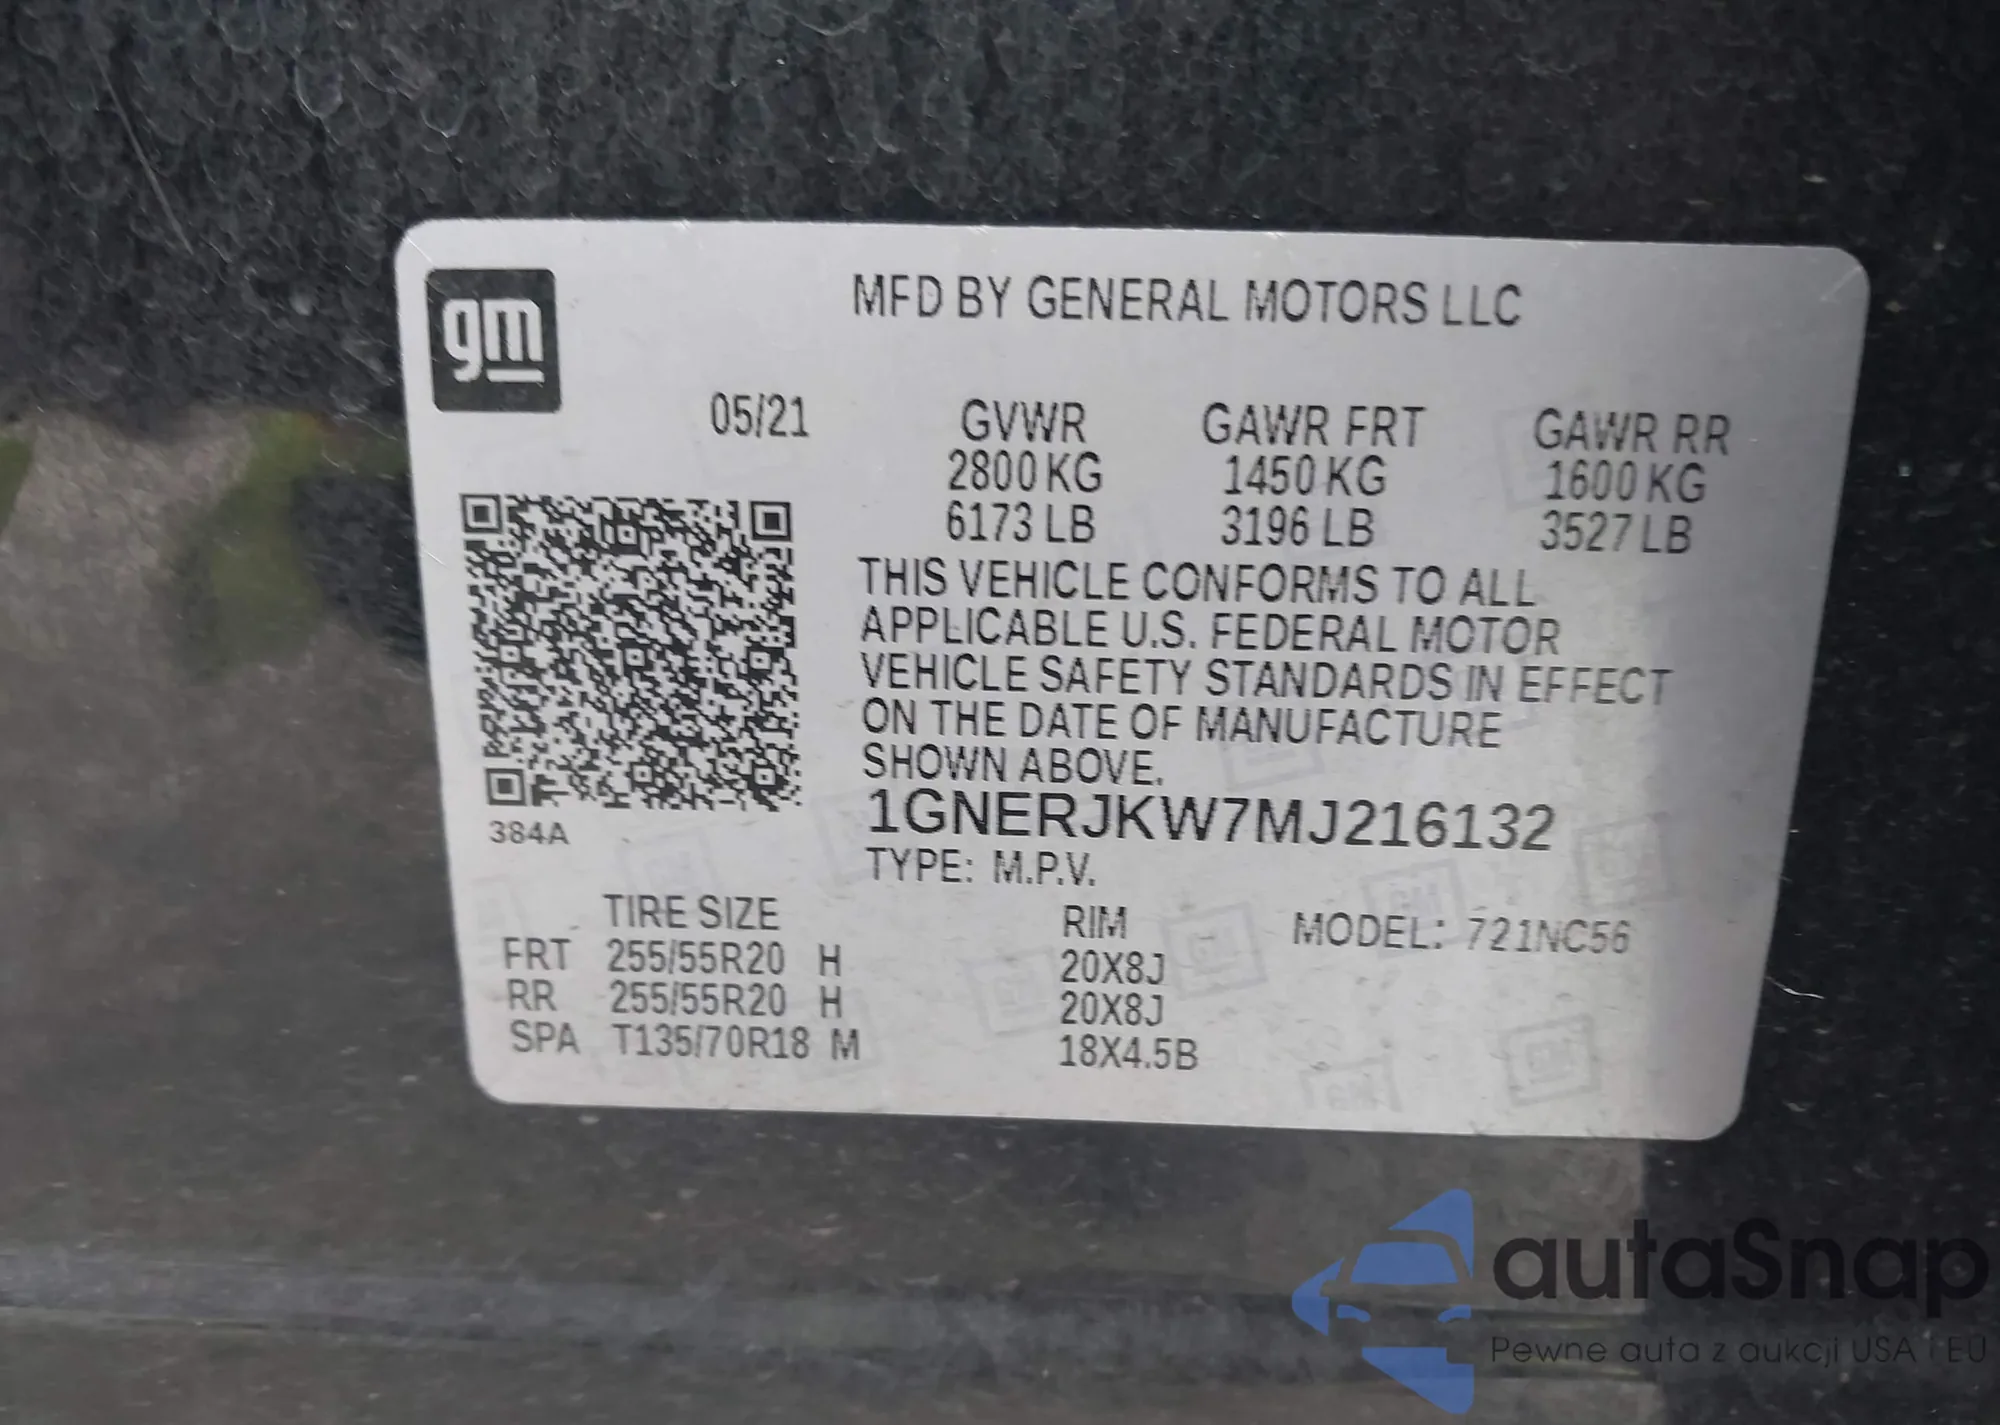 gm
MFD BY GENERAL MOTORS LLC
05/21 GVWR GAWR FRT GAWR RR
2800 KG 1450 KG 1600 KG
6173 LB 3196 LB 3527 LB
THIS VEHICLE CONFORMS TO ALL
APPLICABLE U.S. FEDERAL MOTOR
VEHICLE SAFETY STANDARDS IN EFFECT
ON THE DATE OF MANUFACTURE
SHOWN ABOVE.
1GNERJKW7MJ216132
384A
TYPE: M.P.V.
TIRE SIZE RIM MODEL: 721NC56
FRT 255/55R20 H 20X8J
RR 255/55R20 H 20X8J
SPA T135/70R18 M 18X4.5B
autaSnap
Pewne auta z aukcji USA i EU